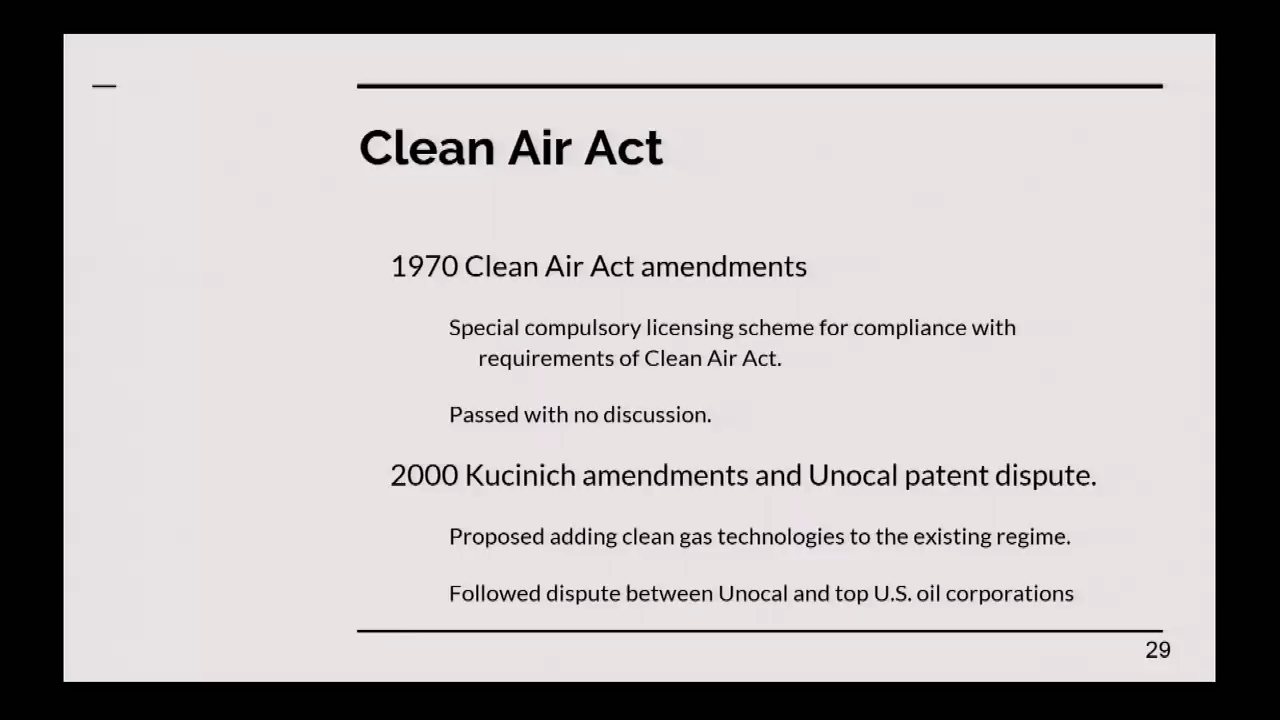 Clean Air Act
1970 Clean Air Act amendments
Special compulsory licensing scheme for compliance with
requirements of Clean Air Act.
Passed with no discussion.
2000 Kucinich amendments and Unocal patent dispute.
Proposed adding clean gas technologies to the existing regime.
Followed dispute between Unocal and top U.S. oil corporations
29